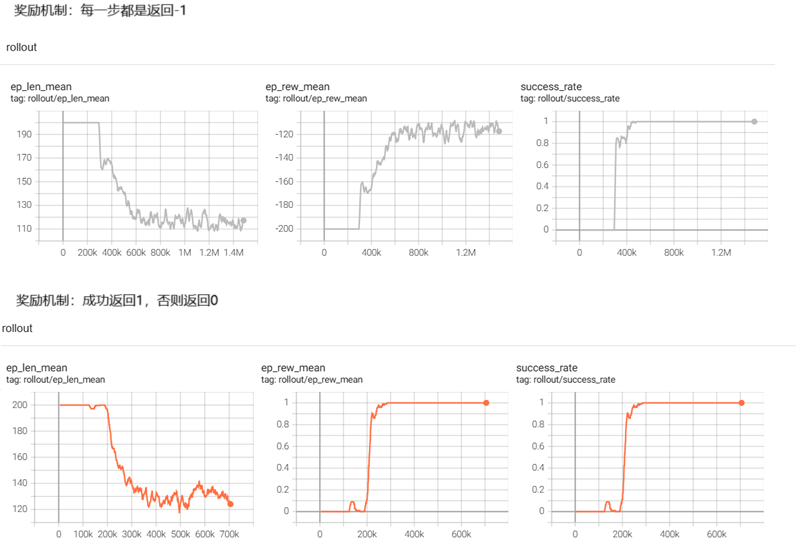 奖励机制：每一步都是返回-1
rollout
ep_len_mean ep_rew_mean success_rate
tag: rollout/ep_len_mean tag: rollout/ep_rew_mean tag: rollout/success_rate
190 -120 1
170 -140 0.8
150 -160 0.6
130 -180 0.4
110 -200 0.2
0
0 200k 400k 600k 800k 1M 1.2M 1.4M 0 400k 800k 1.2M 0 400k 800k 1.2M
奖励机制：成功返回1，否则返回0
rollout
ep_len_mean ep_rew_mean success_rate
tag: rollout/ep_len_mean tag: rollout/ep_rew_mean tag: rollout/success_rate
200 1 1
180 0.8 0.8
160 0.6 0.6
140 0.4 0.4
120 0.2 0.2
0 0
0 100k 200k 300k 400k 500k 600k 700k 0 200k 400k 600k 0 200k 400k 600k